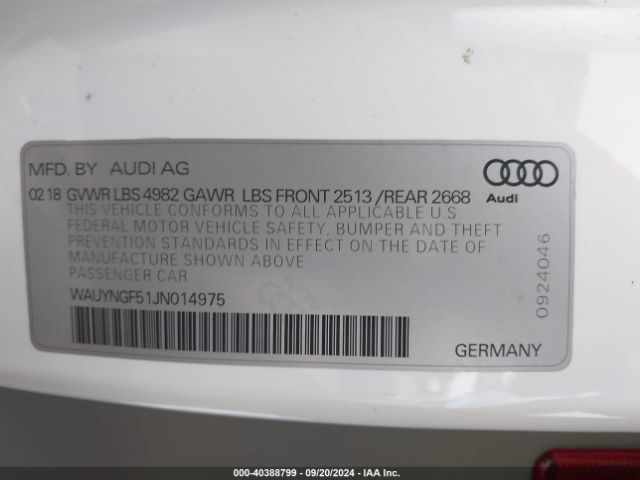 MFD. BY AUDI AG
Audi
02 18 GVWR LBS 4982 GAWR LBS FRONT 2513 /REAR 2668
THIS VEHICLE CONFORMS TO ALL APPLICABLE U.S.
FEDERAL MOTOR VEHICLE SAFETY, BUMPER AND THEFT
PREVENTION STANDARDS IN EFFECT ON THE DATE OF
MANUFACTURE SHOWN ABOVE
PASSENGER CAR
WAUYNGF51JN014975
0924046
GERMANY
000-40388799 - 09/20/2024 - IAA Inc.